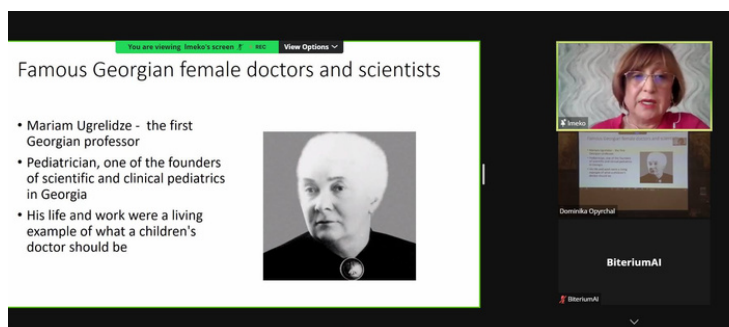 You are viewing Imeko's screen
REC
View Options
Famous Georgian female doctors and scientists
• Mariam Ugrelidze - the first
Georgian professor
• Pediatrician, one of the founders
of scientific and clinical pediatrics
in Georgia
• His life and work were a living
example of what a children's
doctor should be
Imeko
Dominika Opyrchal
BiteriumAI
BiteriumAI